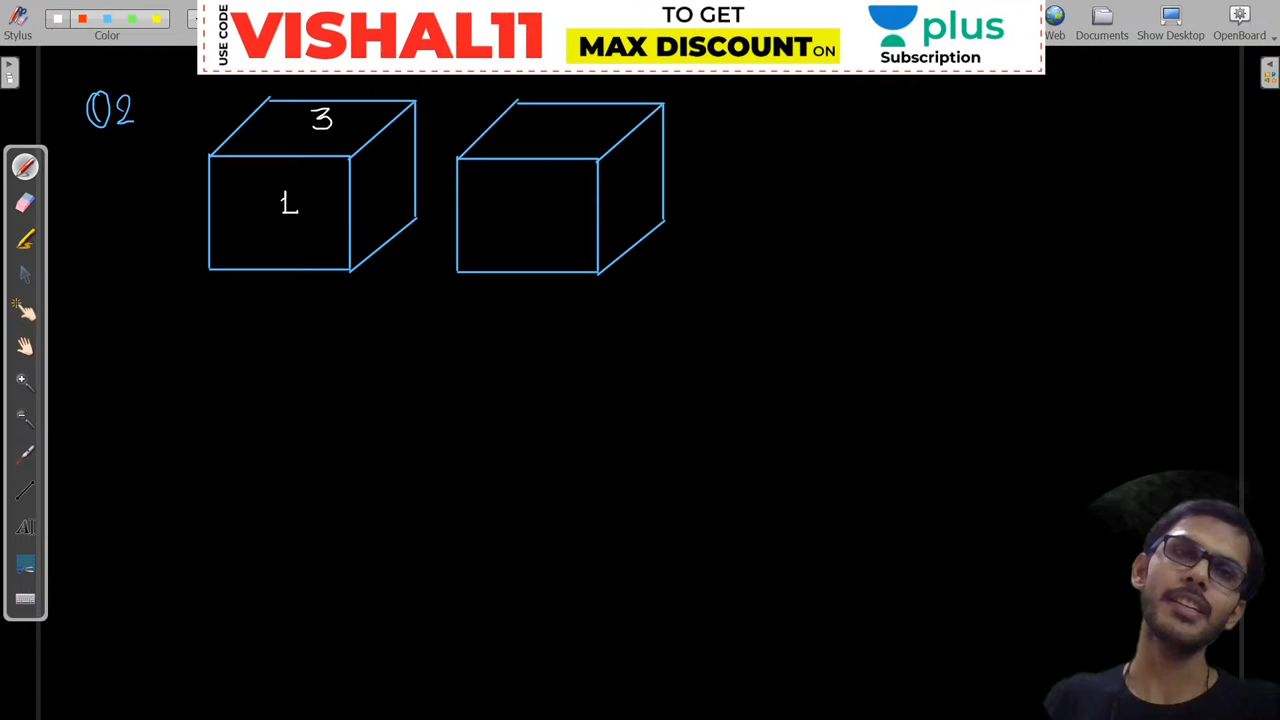 USE CODE
VISHAL11
TO GET
MAX DISCOUNT ON
plus
Subscription
Stylus
Color
Web
Documents
Show Desktop
OpenBoard
Q2
3
1